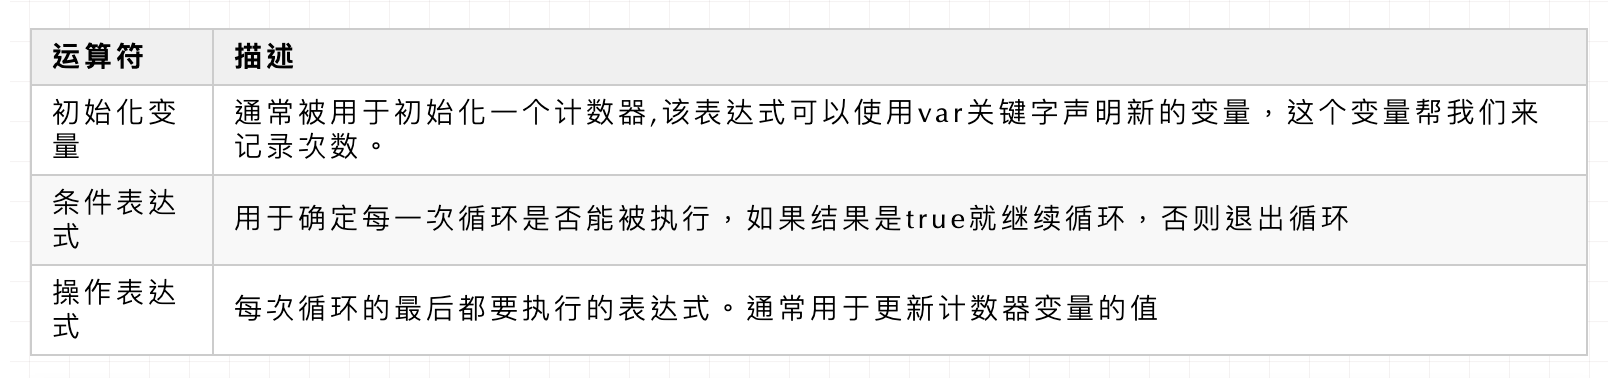 运算符 描述
初始化变 通常被用于初始化一个计数器,该表达式可以使用var关键字声明新的变量，这个变量帮我们来
量 记录次数。
条件表达
式 用于确定每一次循环是否能被执行，如果结果是true就继续循环，否则退出循环
操作表达
式 每次循环的最后都要执行的表达式。通常用于更新计数器变量的值